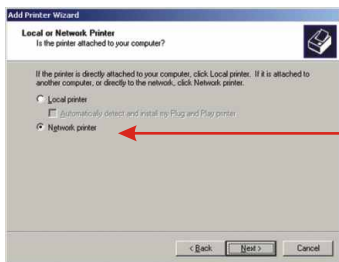 Add Printer Wizard
Local or Network Printer
Is the printer attached to your computer?
If the printer is directly attached to your computer, click Local printer. If it is attached to
another computer, or directly to the network, click Network printer.
Local printer
Automatically detect and install my Plug and Play printer
Network printer
< Back
Next >
Cancel